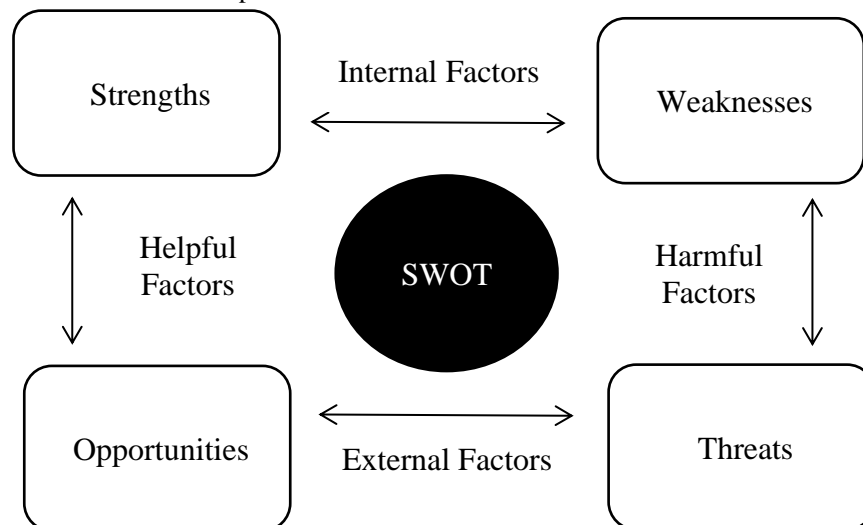 Internal Factors
Strengths
Weaknesses
Helpful
Factors
SWOT
Harmful
Factors
Opportunities
External Factors
Threats